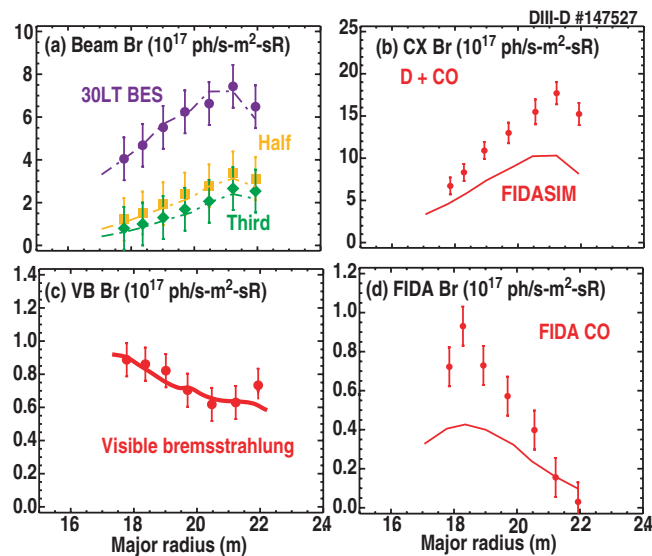 DIII-D #147527
(a) Beam Br (10¹⁷ ph/s-m²-sR)
30LT BES
Half
Third
8
6
4
2
0
(b) CX Br (10¹⁷ ph/s-m²-sR)
D + CO
FIDASIM
25
20
15
10
5
0
(c) VB Br (10¹⁷ ph/s-m²-sR)
Visible bremsstrahlung
1.4
1.2
1.0
0.8
0.6
0.4
0.2
0.0
16 18 20 22 24
Major radius (m)
(d) FIDA Br (10¹⁷ ph/s-m²-sR)
FIDA CO
1.2
1.0
0.8
0.6
0.4
0.2
0.0
16 18 20 22 24
Major radius (m)